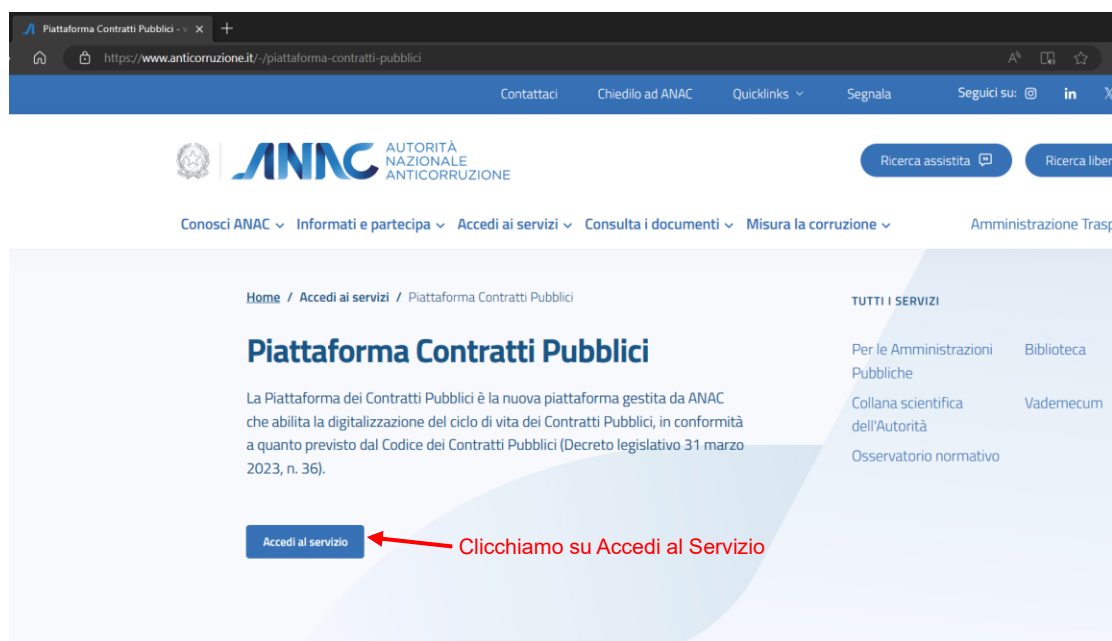 Piattaforma Contratti Pubblici - v
https://www.anticorruzione.it/-/piattaforma-contratti-pubblici
Contattaci Chiedilo ad ANAC Quicklinks Segnala Seguici su:
ANAC
AUTORITÀ
NAZIONALE
ANTICORRUZIONE
Ricerca assistita Ricerca liber
Conosci ANAC Informati e partecipa Accedi ai servizi Consulta i documenti Misura la corruzione Amministrazione Trasp
Home / Accedi ai servizi / Piattaforma Contratti Pubblici
Piattaforma Contratti Pubblici
La Piattaforma dei Contratti Pubblici è la nuova piattaforma gestita da ANAC
che abilita la digitalizzazione del ciclo di vita dei Contratti Pubblici, in conformità
a quanto previsto dal Codice dei Contratti Pubblici (Decreto legislativo 31 marzo
2023, n. 36).
Accedi al servizio
Clicchiamo su Accedi al Servizio
TUTTI I SERVIZI
Per le Amministrazioni
Pubbliche
Biblioteca
Collana scientifica
dell'Autorità
Vademecum
Osservatorio normativo